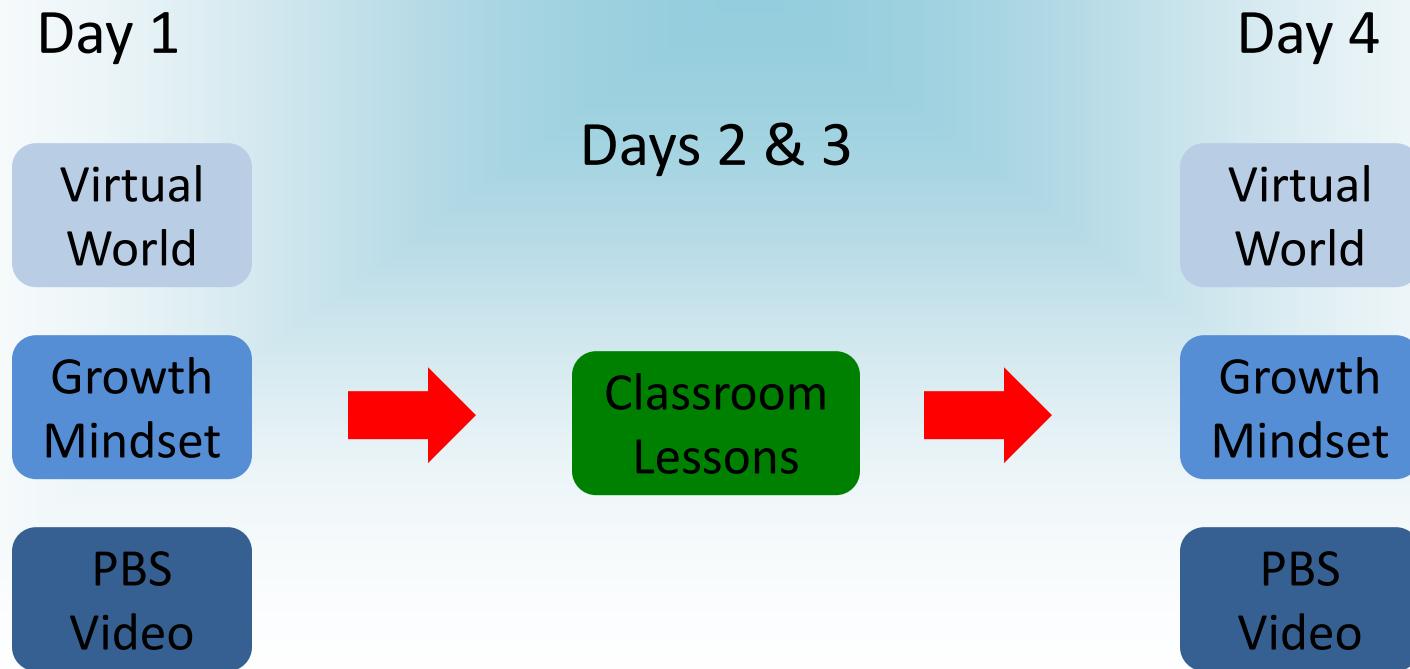 Day 1
Virtual
World
Growth
Mindset
PBS
Video
Days 2 & 3
Classroom
Lessons
Day 4
Virtual
World
Growth
Mindset
PBS
Video